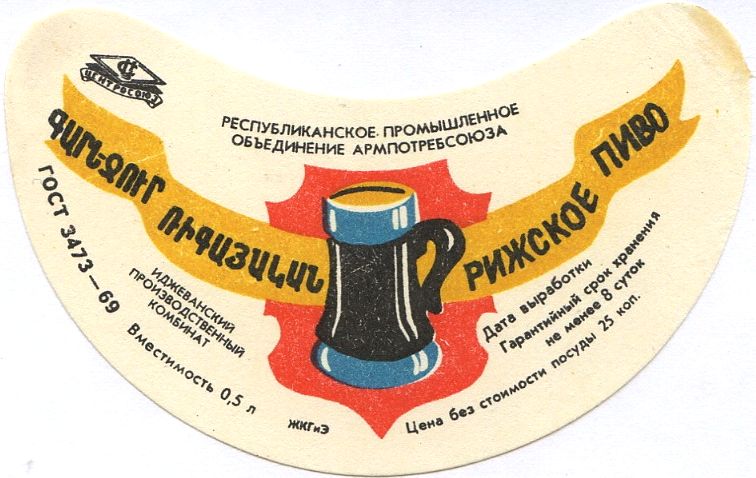 ЦЕНТРОСОЮЗ
РЕСПУБЛИКАНСКОЕ ПРОМЫШЛЕННОЕ
ОБЪЕДИНЕНИЕ АРМПОТРЕБСОЮЗА
ԳԱՐԵՋՈՒՐ ՌԻԳԱՅԱԿԱՆ
РИЖСКОЕ ПИВО
ГОСТ 3473—69
ИДЖЕВАНСКИЙ
ПРОИЗВОДСТВЕННЫЙ
КОМБИНАТ
Вместимость 0,5 л
ЖКГиЭ
Дата выработки
Гарантийный срок хранения
не менее 8 суток
Цена без стоимости посуды 25 коп.